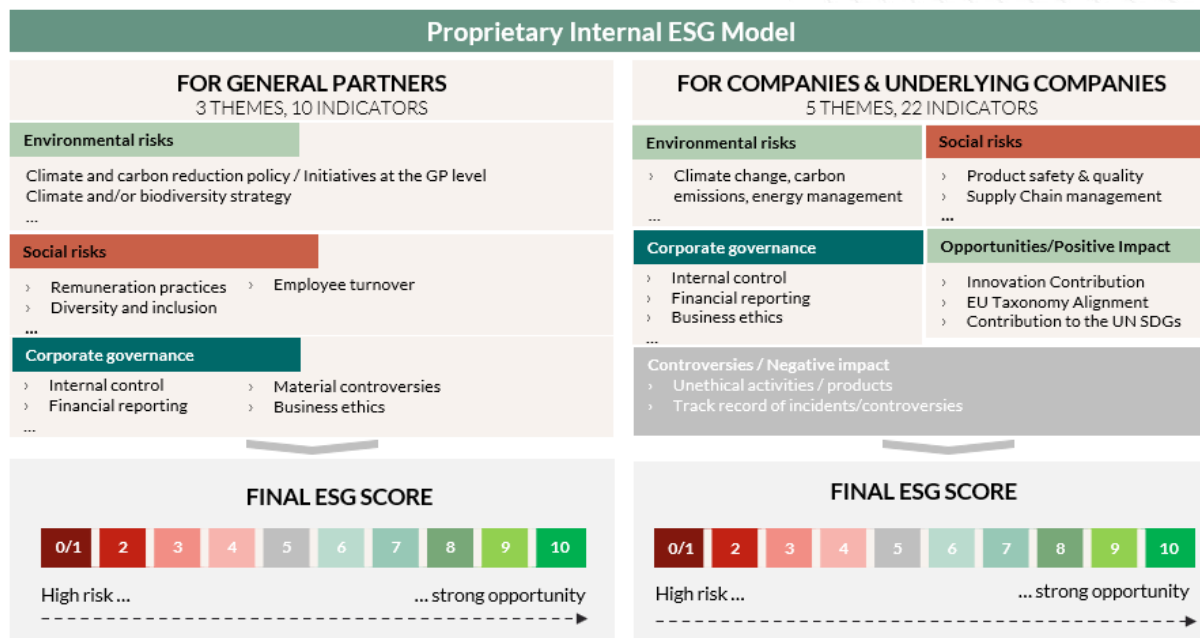 Proprietary Internal ESG Model
FOR GENERAL PARTNERS
3 THEMES, 10 INDICATORS
Environmental risks
Climate and carbon reduction policy / Initiatives at the GP level
Climate and/or biodiversity strategy
...
Social risks
› Remuneration practices
› Diversity and inclusion
...
› Employee turnover
Corporate governance
› Internal control
› Financial reporting
...
› Material controversies
› Business ethics
FINAL ESG SCORE
0/1 2 3 4 5 6 7 8 9 10
High risk ... ... strong opportunity
FOR COMPANIES & UNDERLYING COMPANIES
5 THEMES, 22 INDICATORS
Environmental risks
› Climate change, carbon
emissions, energy management
...
Social risks
› Product safety & quality
› Supply Chain management
...
Corporate governance
› Internal control
› Financial reporting
› Business ethics
...
Opportunities/Positive Impact
› Innovation Contribution
› EU Taxonomy Alignment
› Contribution to the UN SDGs
Controversies / Negative impact
› Unethical activities / products
› Track record of incidents/controversies
FINAL ESG SCORE
0/1 2 3 4 5 6 7 8 9 10
High risk ... ... strong opportunity